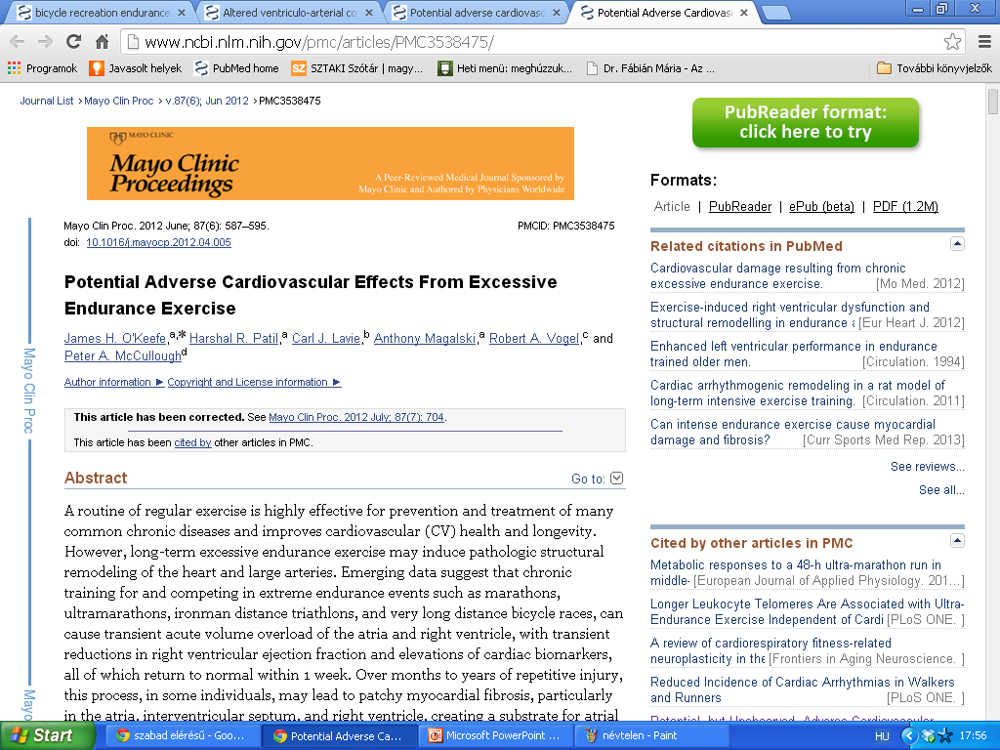 bicycle recreation endurance
Altered ventriculo-arterial co
Potential adverse cardiovasc
Potential Adverse Cardiovas
www.ncbi.nlm.nih.gov/pmc/articles/PMC3538475/
Programok
Javasolt helyek
PubMed home
SZ SZTAKI Szótár | magy...
Heti menü: meghúzzuk...
Dr. Fábián Mária - Az ...
További könyvjelzők
Journal List > Mayo Clin Proc > v.87(6); Jun 2012 > PMC3538475
MAYO CLINIC
Mayo Clinic
Proceedings
A Peer-Reviewed Medical Journal Sponsored by
Mayo Clinic and Authored by Physicians Worldwide
Mayo Clin Proc. 2012 June; 87(6): 587–595.
PMCID: PMC3538475
doi: 10.1016/j.mayocp.2012.04.005
Potential Adverse Cardiovascular Effects From Excessive
Endurance Exercise
James H. O'Keefe,a,* Harshal R. Patil,a Carl J. Lavie,b Anthony Magalski,a Robert A. Vogel,c and
Peter A. McCulloughd
Author information ► Copyright and License information ►
This article has been corrected. See Mayo Clin Proc. 2012 July; 87(7): 704.
This article has been cited by other articles in PMC.
Abstract
Go to:
A routine of regular exercise is highly effective for prevention and treatment of many
common chronic diseases and improves cardiovascular (CV) health and longevity.
However, long-term excessive endurance exercise may induce pathologic structural
remodeling of the heart and large arteries. Emerging data suggest that chronic
training for and competing in extreme endurance events such as marathons,
ultramarathons, ironman distance triathlons, and very long distance bicycle races, can
cause transient acute volume overload of the atria and right ventricle, with transient
reductions in right ventricular ejection fraction and elevations of cardiac biomarkers,
all of which return to normal within 1 week. Over months to years of repetitive injury,
this process, in some individuals, may lead to patchy myocardial fibrosis, particularly
in the atria, interventricular septum, and right ventricle, creating a substrate for atrial
Mayo Clin Proc
Mayo
PubReader format:
click here to try
Formats:
Article | PubReader | ePub (beta) | PDF (1.2M)
Related citations in PubMed
Cardiovascular damage resulting from chronic
excessive endurance exercise. [Mo Med. 2012]
Exercise-induced right ventricular dysfunction and
structural remodelling in endurance a [Eur Heart J. 2012]
Enhanced left ventricular performance in endurance
trained older men. [Circulation. 1994]
Cardiac arrhythmogenic remodeling in a rat model of
long-term intensive exercise training. [Circulation. 2011]
Can intense endurance exercise cause myocardial
damage and fibrosis? [Curr Sports Med Rep. 2013]
See reviews...
See all...
Cited by other articles in PMC
Metabolic responses to a 48-h ultra-marathon run in
middle- [European Journal of Applied Physiology. 201...]
Longer Leukocyte Telomeres Are Associated with Ultra-
Endurance Exercise Independent of Cardi [PLoS ONE. ]
A review of cardiorespiratory fitness-related
neuroplasticity in the [Frontiers in Aging Neuroscience. ]
Reduced Incidence of Cardiac Arrhythmias in Walkers
and Runners [PLoS ONE. ]
Potential, but Unobserved, Adverse Cardiovascular
Start
szabad elérésű - Goo...
Potential Adverse Ca...
Microsoft PowerPoint ...
névtelen - Paint
HU
17:56